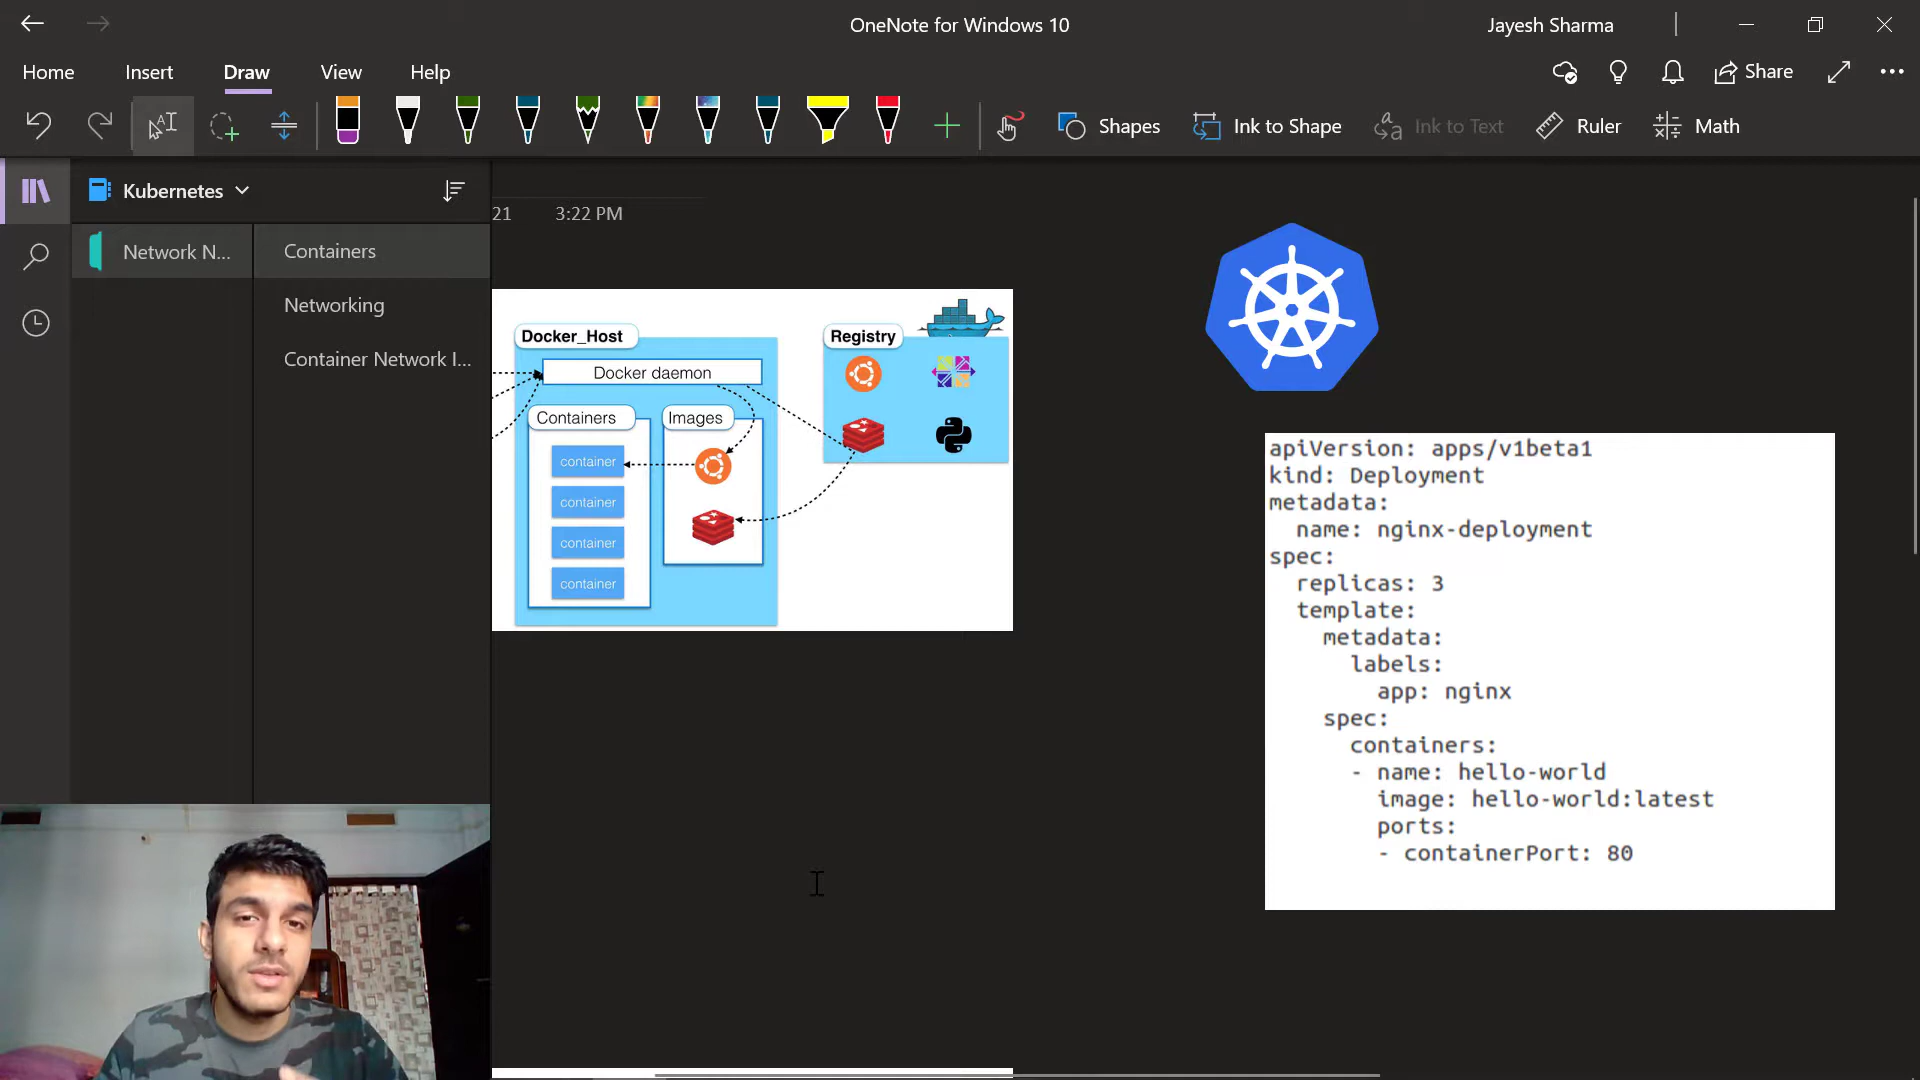 OneNote for Windows 10
Jayesh Sharma
Home
Insert
Draw
View
Help
Share
Shapes
Ink to Shape
Ink to Text
Ruler
Math
Kubernetes
Network N...
Containers
Networking
Container Network I...
21
3:22 PM
Docker_Host
Docker daemon
Containers
Images
container
container
container
container
Registry
apiVersion: apps/v1beta1
kind: Deployment
metadata:
  name: nginx-deployment
spec:
  replicas: 3
  template:
    metadata:
      labels:
        app: nginx
    spec:
      containers:
      - name: hello-world
        image: hello-world:latest
        ports:
        - containerPort: 80